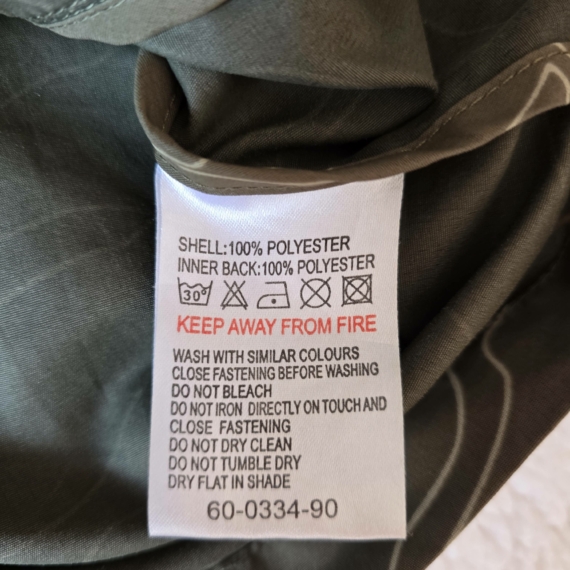 SHELL:100% POLYESTER
INNER BACK:100% POLYESTER
30°
KEEP AWAY FROM FIRE
WASH WITH SIMILAR COLOURS
CLOSE FASTENING BEFORE WASHING
DO NOT BLEACH
DO NOT IRON DIRECTLY ON TOUCH AND
CLOSE FASTENING
DO NOT DRY CLEAN
DO NOT TUMBLE DRY
DRY FLAT IN SHADE
60-0334-90